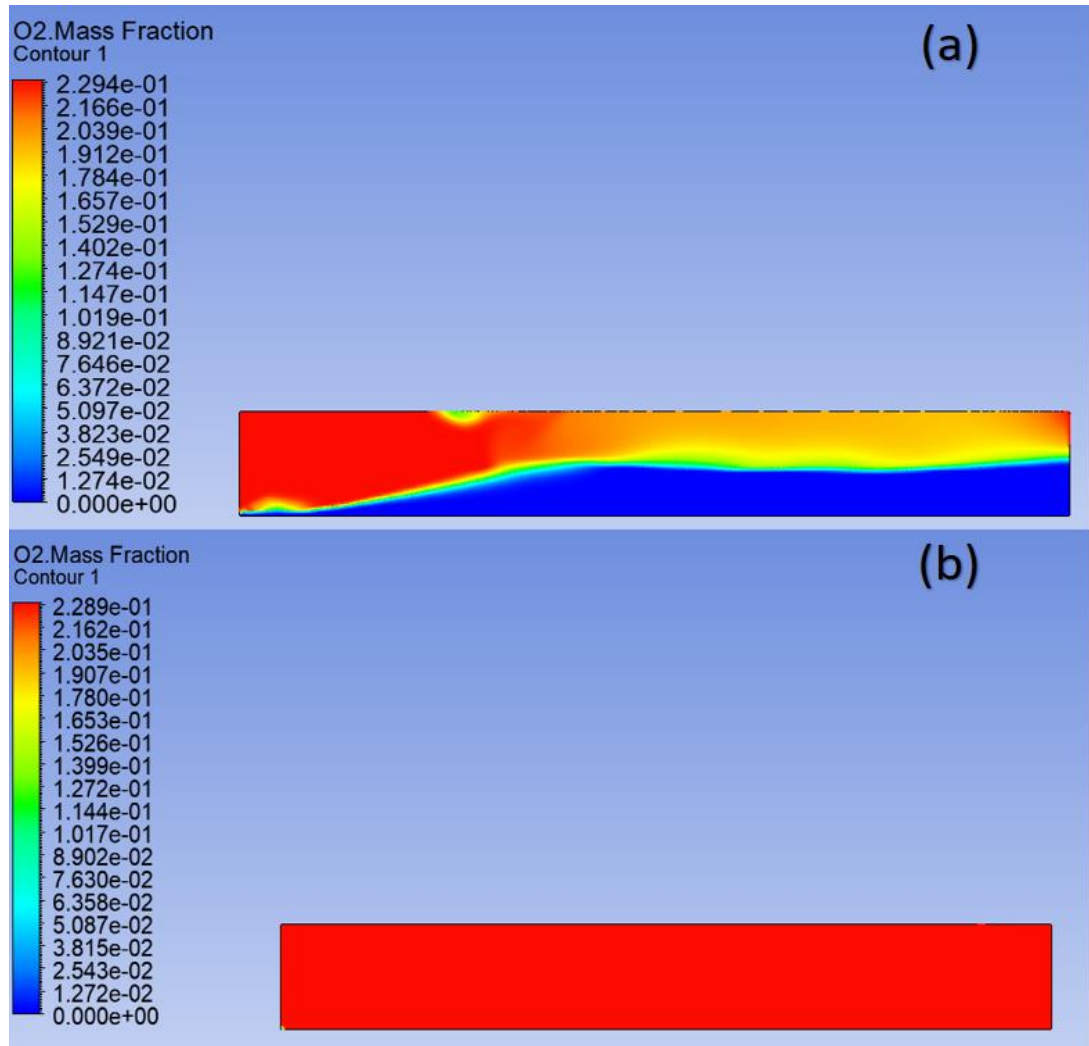 O2.Mass Fraction
Contour 1
(a)
2.294e-01
2.166e-01
2.039e-01
1.912e-01
1.784e-01
1.657e-01
1.529e-01
1.402e-01
1.274e-01
1.147e-01
1.019e-01
8.921e-02
7.646e-02
6.372e-02
5.097e-02
3.823e-02
2.549e-02
1.274e-02
0.000e+00
O2.Mass Fraction
Contour 1
(b)
2.289e-01
2.162e-01
2.035e-01
1.907e-01
1.780e-01
1.653e-01
1.526e-01
1.399e-01
1.272e-01
1.144e-01
1.017e-01
8.902e-02
7.630e-02
6.358e-02
5.087e-02
3.815e-02
2.543e-02
1.272e-02
0.000e+00